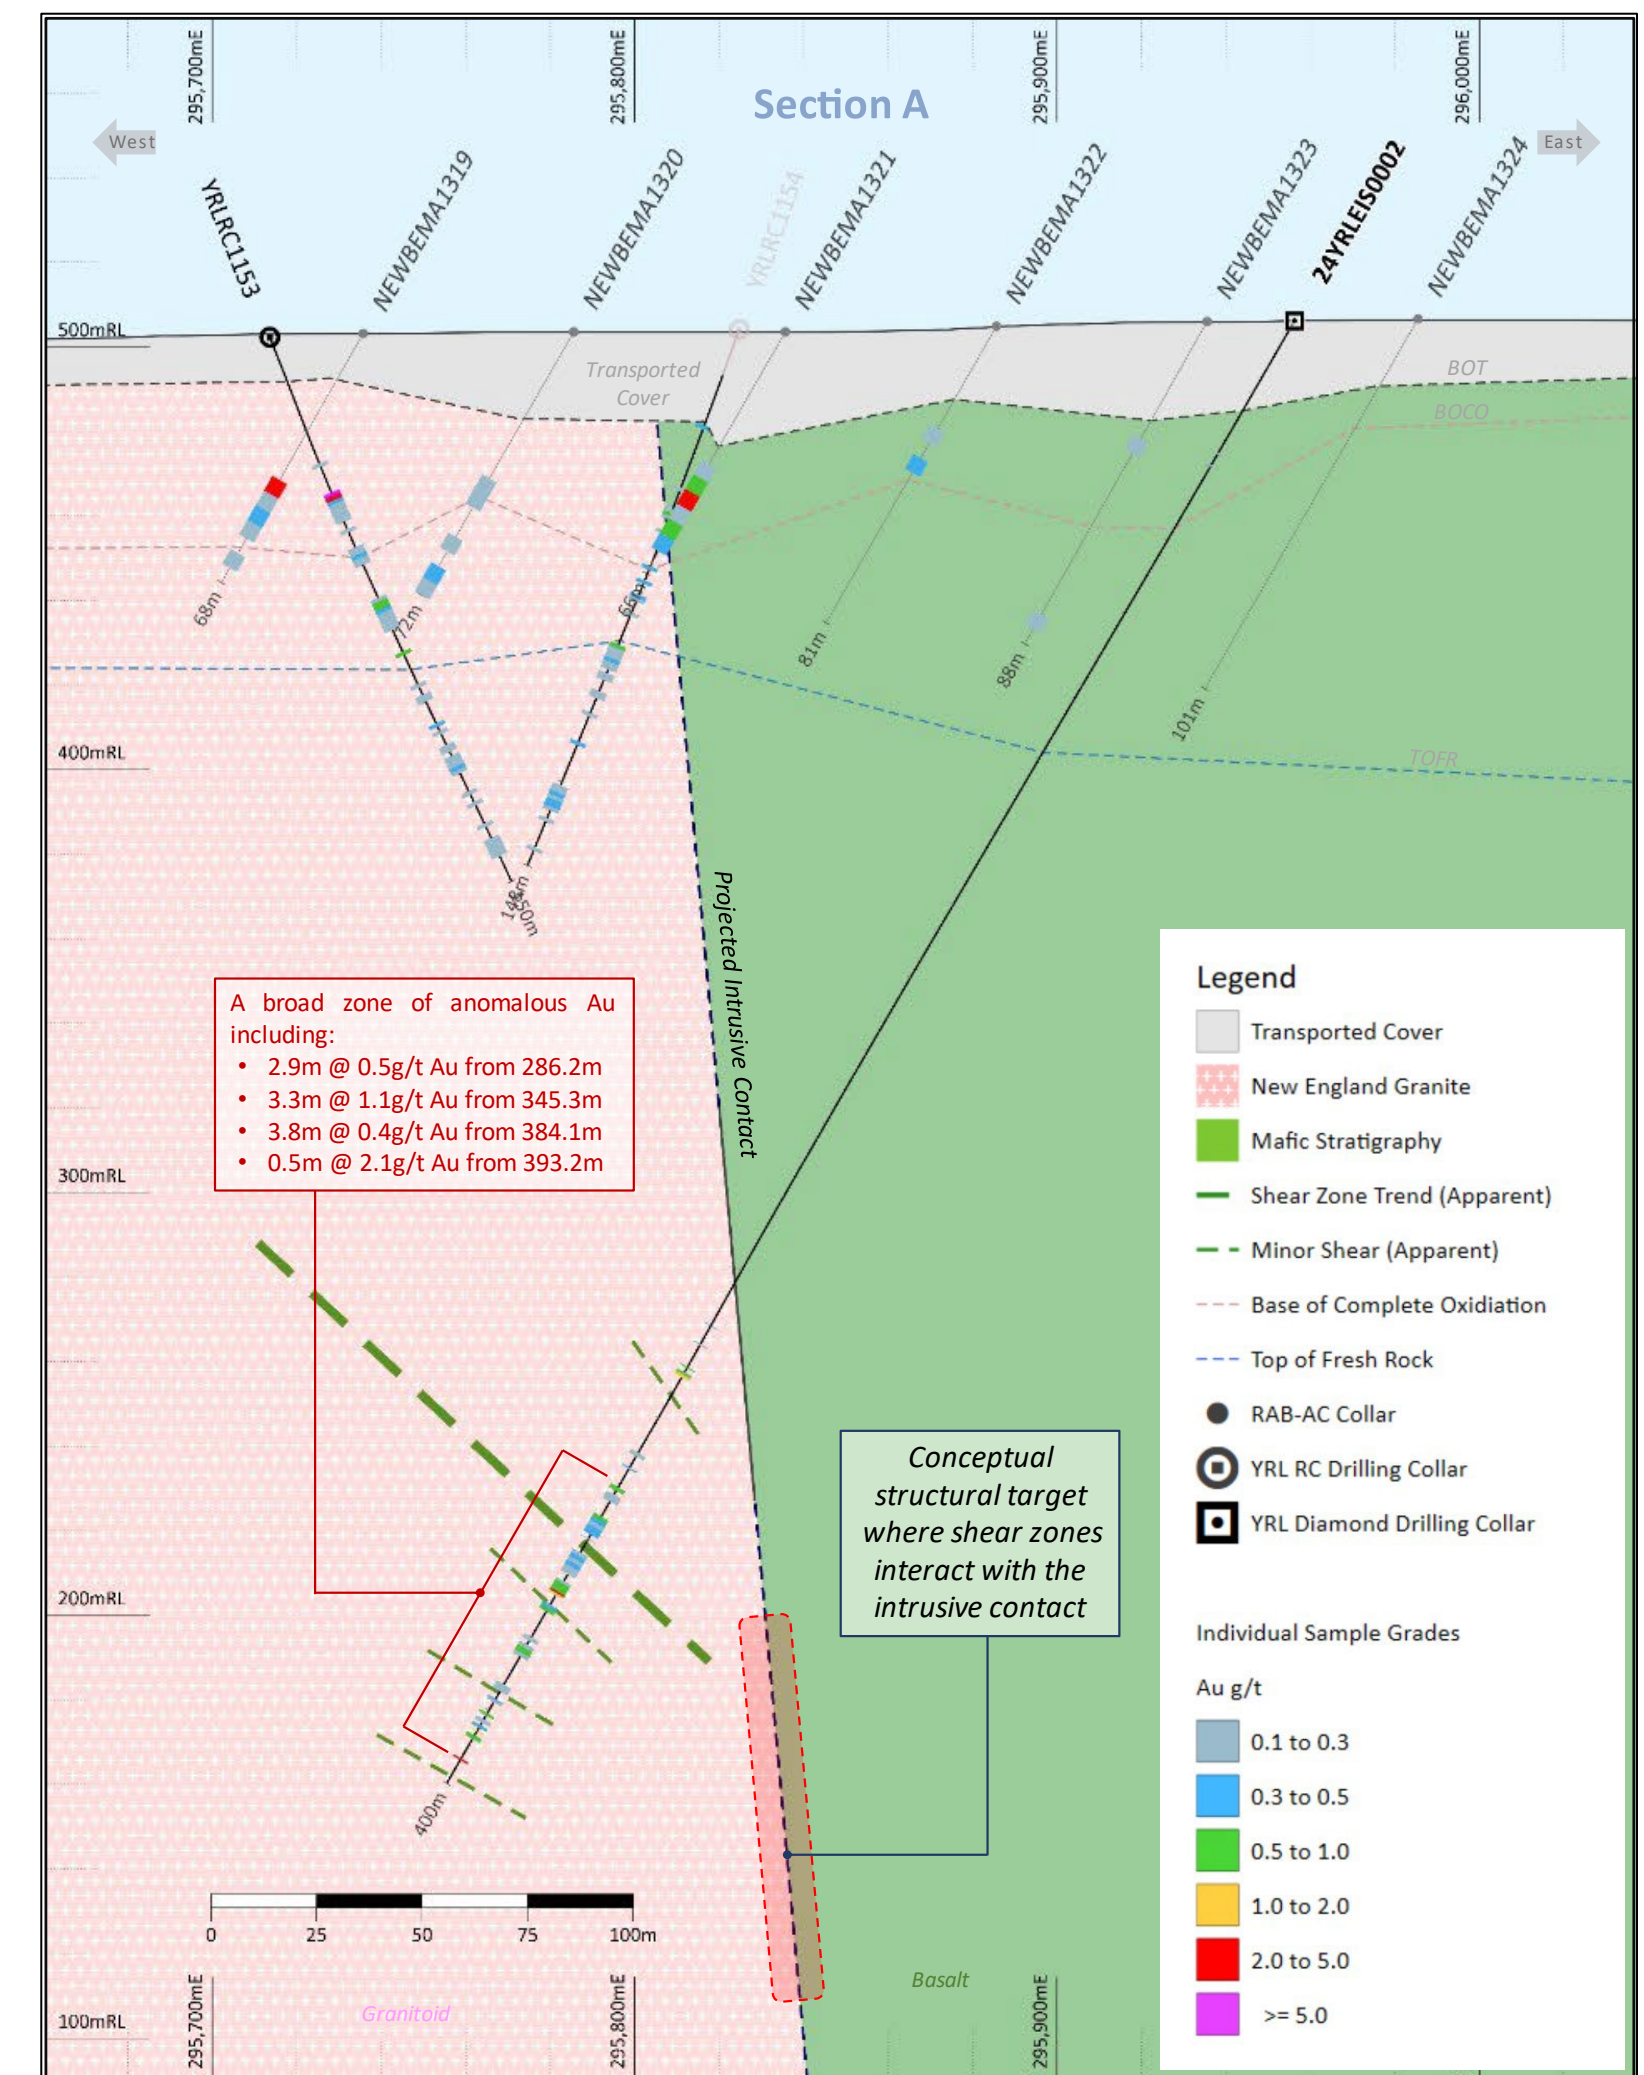 295,700mE
295,800mE
295,900mE
296,000mE
Section A
West
East
YRLRC1153
NEWBEMA1319
NEWBEMA1320
YRLRC1154
NEWBEMA1321
NEWBEMA1322
NEWBEMA1323
24YRLEIS0002
NEWBEMA1324
500mRL
Transported
Cover
BOT
BOCO
68m
72m
66m
81m
88m
101m
400mRL
TOFR
148m
150m
Projected Intrusive Contact
A broad zone of anomalous Au
including:
• 2.9m @ 0.5g/t Au from 286.2m
• 3.3m @ 1.1g/t Au from 345.3m
• 3.8m @ 0.4g/t Au from 384.1m
• 0.5m @ 2.1g/t Au from 393.2m
300mRL
Legend
Transported Cover
New England Granite
Mafic Stratigraphy
Shear Zone Trend (Apparent)
Minor Shear (Apparent)
Base of Complete Oxidiation
Top of Fresh Rock
RAB-AC Collar
YRL RC Drilling Collar
YRL Diamond Drilling Collar
Individual Sample Grades
Au g/t
0.1 to 0.3
0.3 to 0.5
0.5 to 1.0
1.0 to 2.0
2.0 to 5.0
>= 5.0
Conceptual
structural target
where shear zones
interact with the
intrusive contact
200mRL
400m
0 25 50 75 100m
Basalt
Granitoid
100mRL
295,700mE
295,800mE
295,900mE